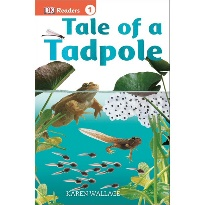 DK Readers 1
Tale of a
Tadpole
KAREN WALLACE